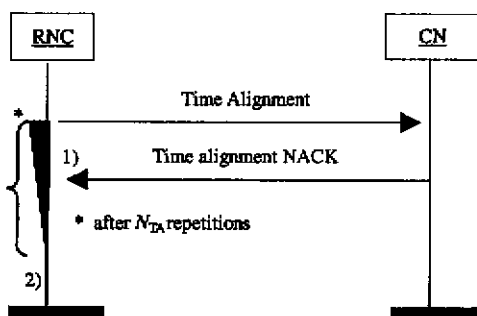 RNC
CN
Time Alignment
*
1)
Time alignment NACK
* after N_TA repetitions
2)